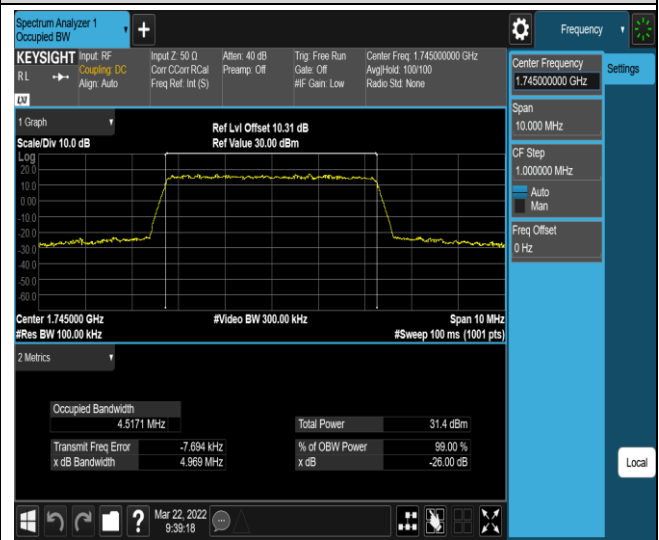 Spectrum Analyzer 1
Occupied BW
Frequency
KEYSIGHT
R L
LXI
Input: RF
Coupling: DC
Align: Auto
Input Z: 50 Ω
Corr CCorr RCal
Freq Ref: Int (S)
Atten: 40 dB
Preamp: Off
Trig: Free Run
Gate: Off
#IF Gain: Low
Center Freq: 1.745000000 GHz
Avg|Hold: 100/100
Radio Std: None
Center Frequency
1.745000000 GHz
Settings
Span
10.000 MHz
CF Step
1.000000 MHz
Auto
Man
Freq Offset
0 Hz
1 Graph
Scale/Div 10.0 dB
Ref Lvl Offset 10.31 dB
Ref Value 30.00 dBm
Log
20.0
10.0
0.00
-10.0
-20.0
-30.0
-40.0
-50.0
-60.0
Center 1.745000 GHz
#Video BW 300.00 kHz
Span 10 MHz
#Res BW 100.00 kHz
#Sweep 100 ms (1001 pts)
2 Metrics
Occupied Bandwidth
4.5171 MHz
Total Power 31.4 dBm
Transmit Freq Error -7.694 kHz
% of OBW Power 99.00 %
x dB Bandwidth 4.969 MHz
x dB -26.00 dB
Local
?
Mar 22, 2022
9:39:18